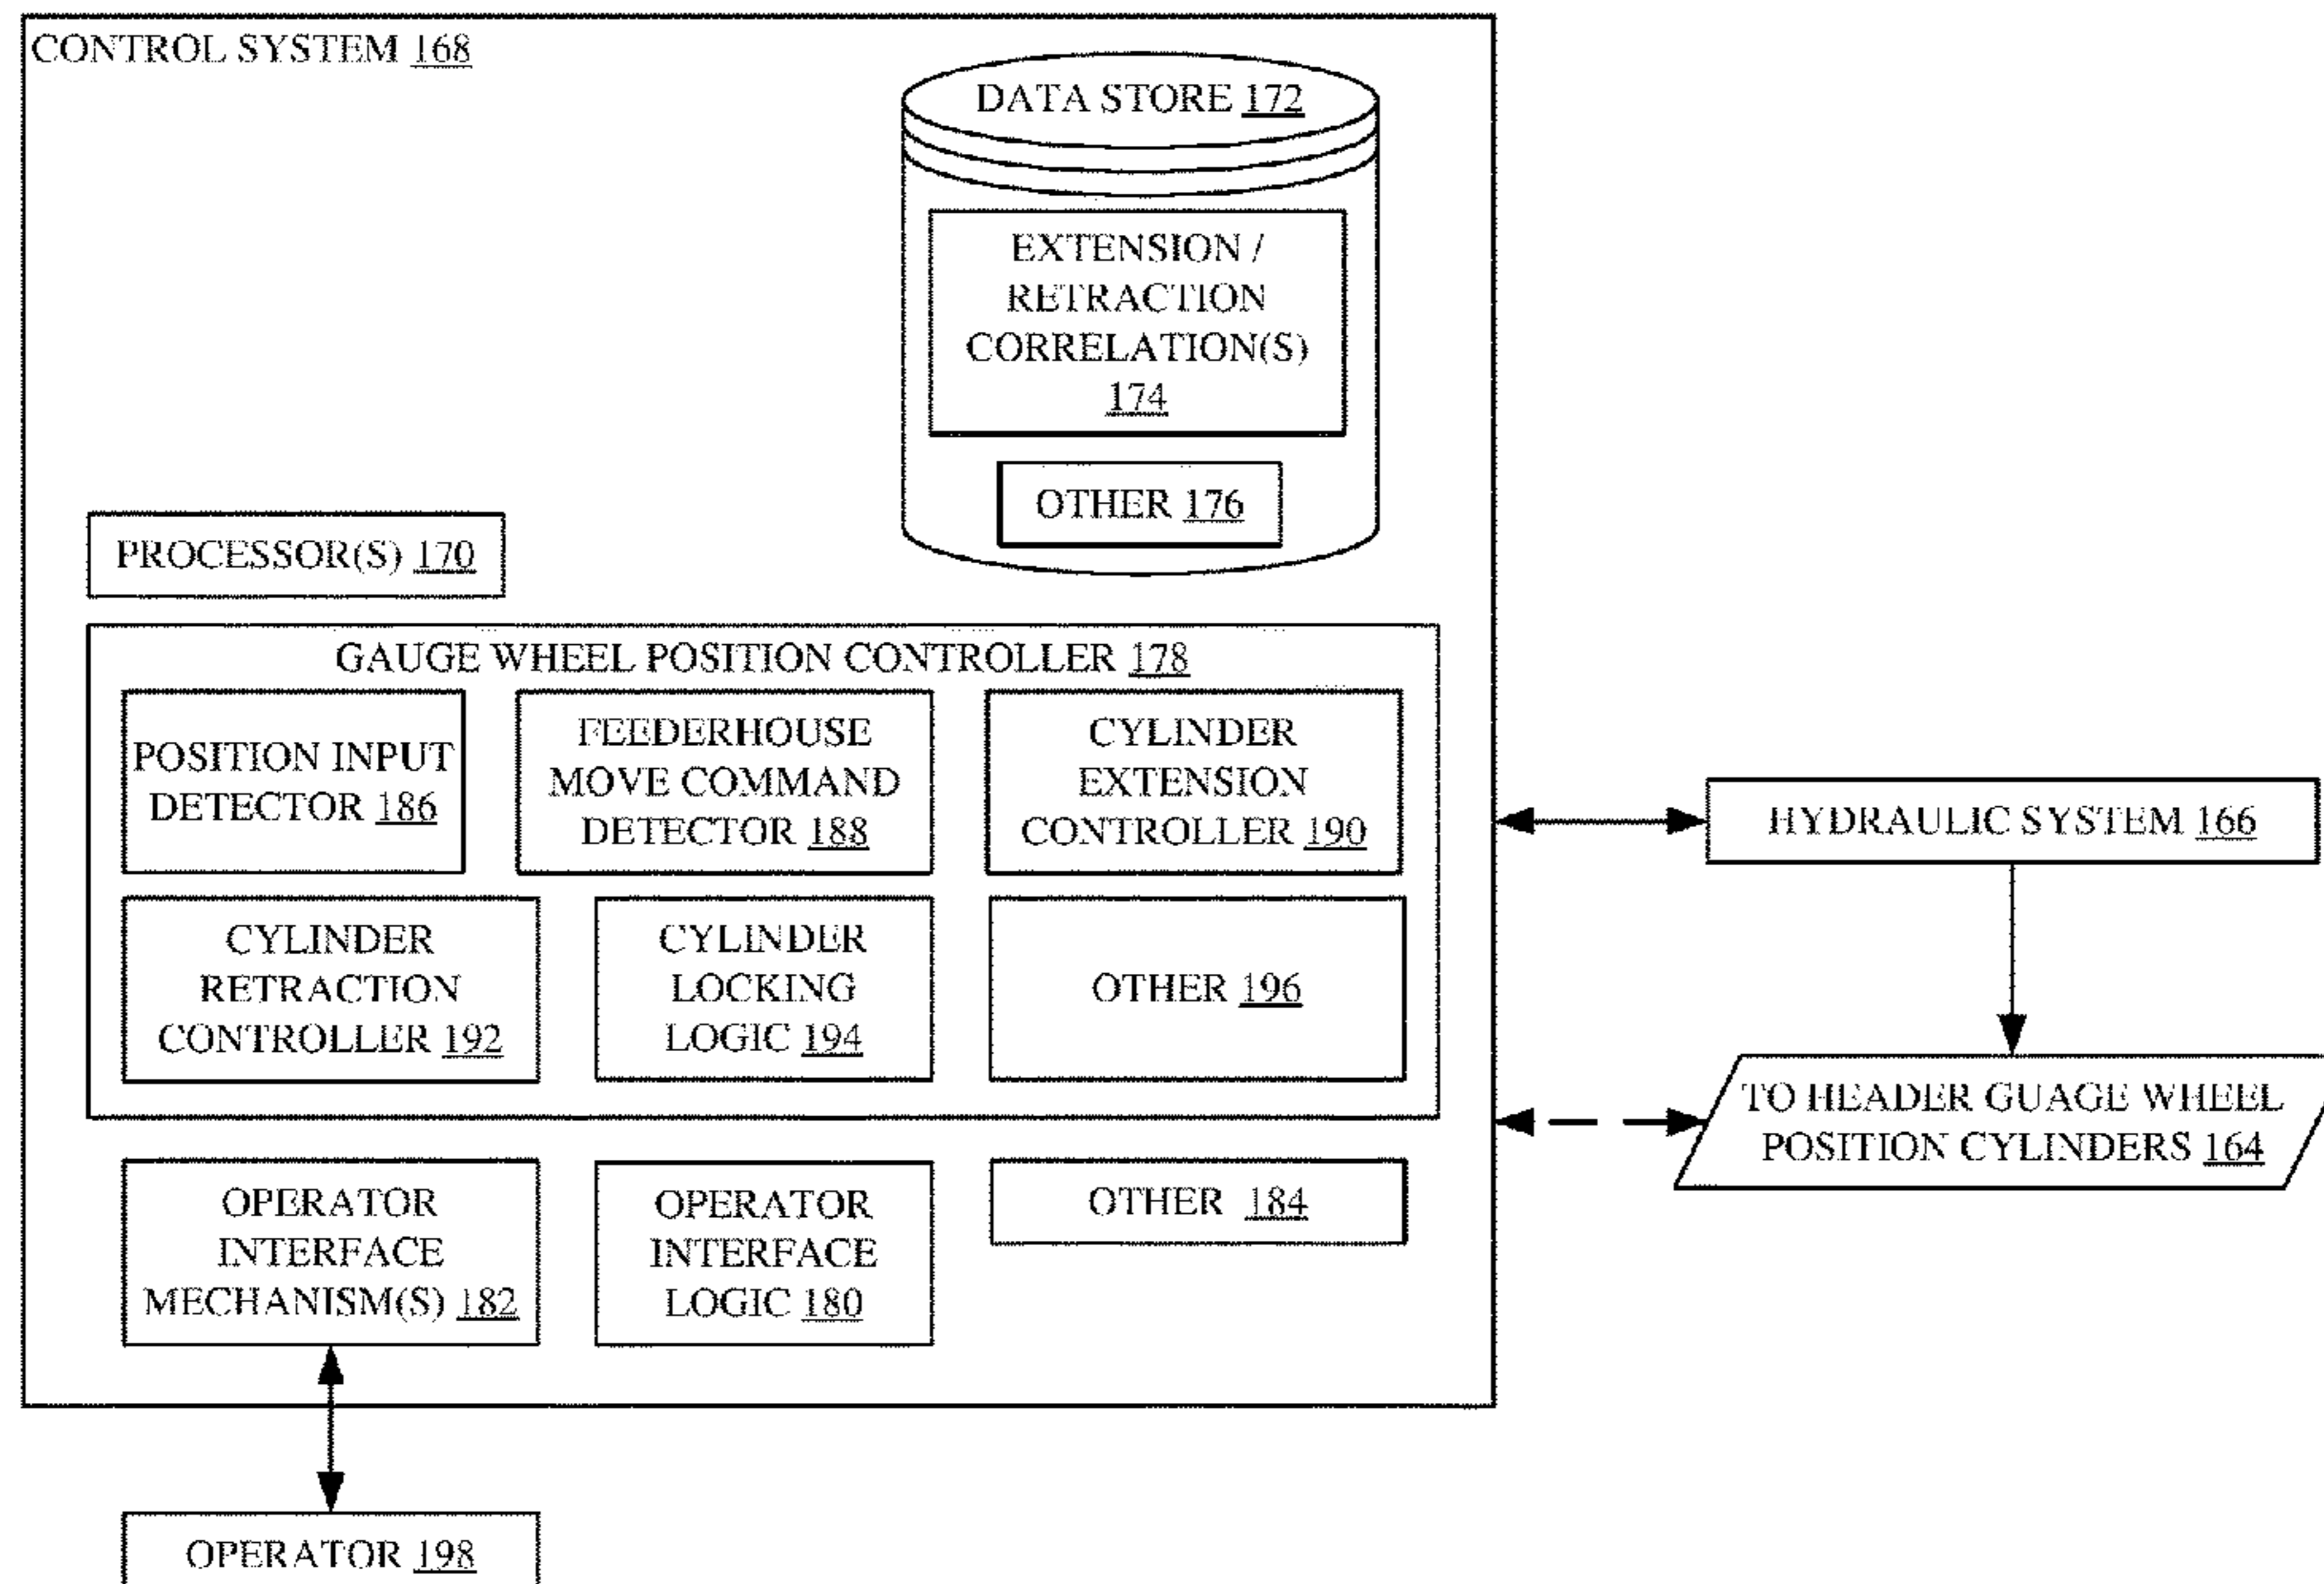 CONTROL SYSTEM 168
DATA STORE 172
EXTENSION /
RETRACTION
CORRELATION(S)
174
OTHER 176
PROCESSOR(S) 170
GAUGE WHEEL POSITION CONTROLLER 178
POSITION INPUT
DETECTOR 186
FEEDERHOUSE
MOVE COMMAND
DETECTOR 188
CYLINDER
EXTENSION
CONTROLLER 190
CYLINDER
RETRACTION
CONTROLLER 192
CYLINDER
LOCKING
LOGIC 194
OTHER 196
OPERATOR
INTERFACE
MECHANISM(S) 182
OPERATOR
INTERFACE
LOGIC 180
OTHER 184
HYDRAULIC SYSTEM 166
TO HEADER GUAGE WHEEL
POSITION CYLINDERS 164
OPERATOR 198